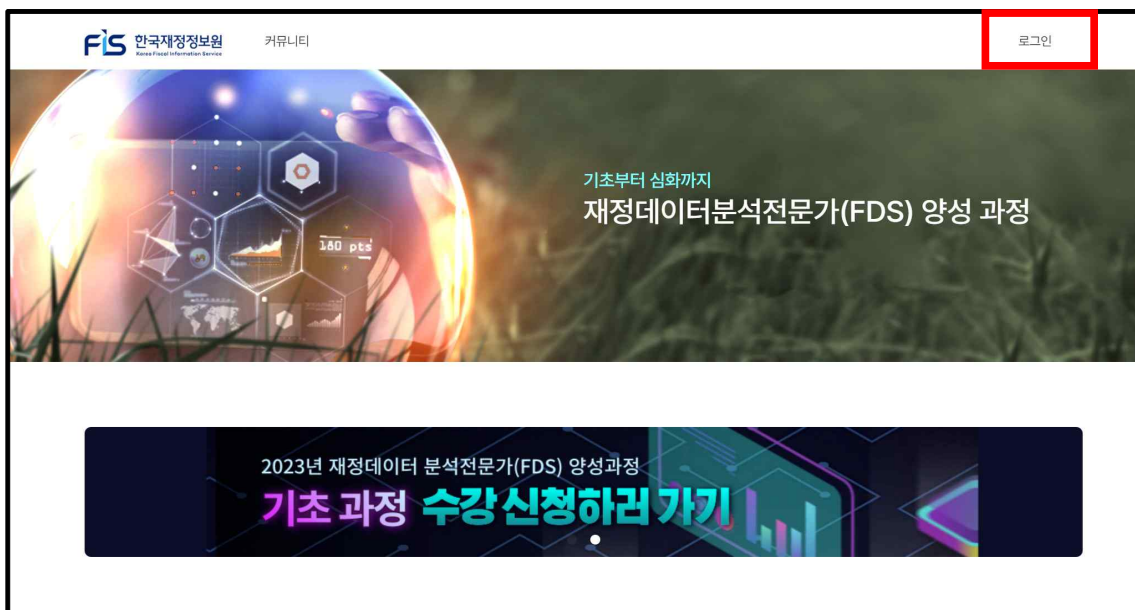 FIS 한국재정정보원
Korea Fiscal Information Service
커뮤니티
로그인
180 pts
기초부터 심화까지
재정데이터분석전문가(FDS) 양성 과정
2023년 재정데이터 분석전문가(FDS) 양성과정
기초 과정 수강 신청하러 가기